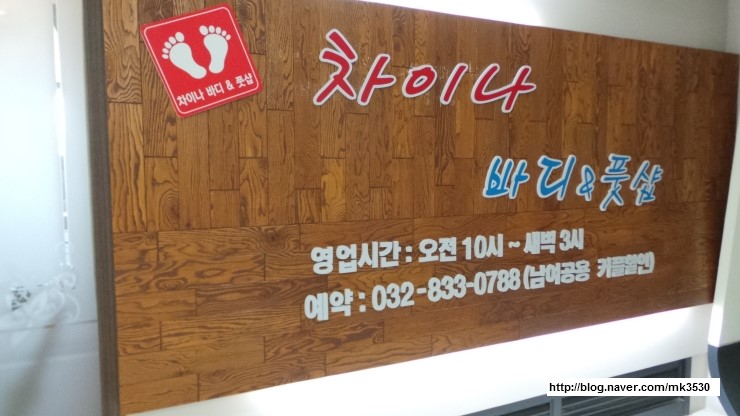 차이나 바디 & 풋샵
차이나
바디&풋샵
영업시간 : 오전 10시 ~ 새벽 3시
예약 : 032-833-0788 (남여공용 커플할인)
http://blog.naver.com/mk3530